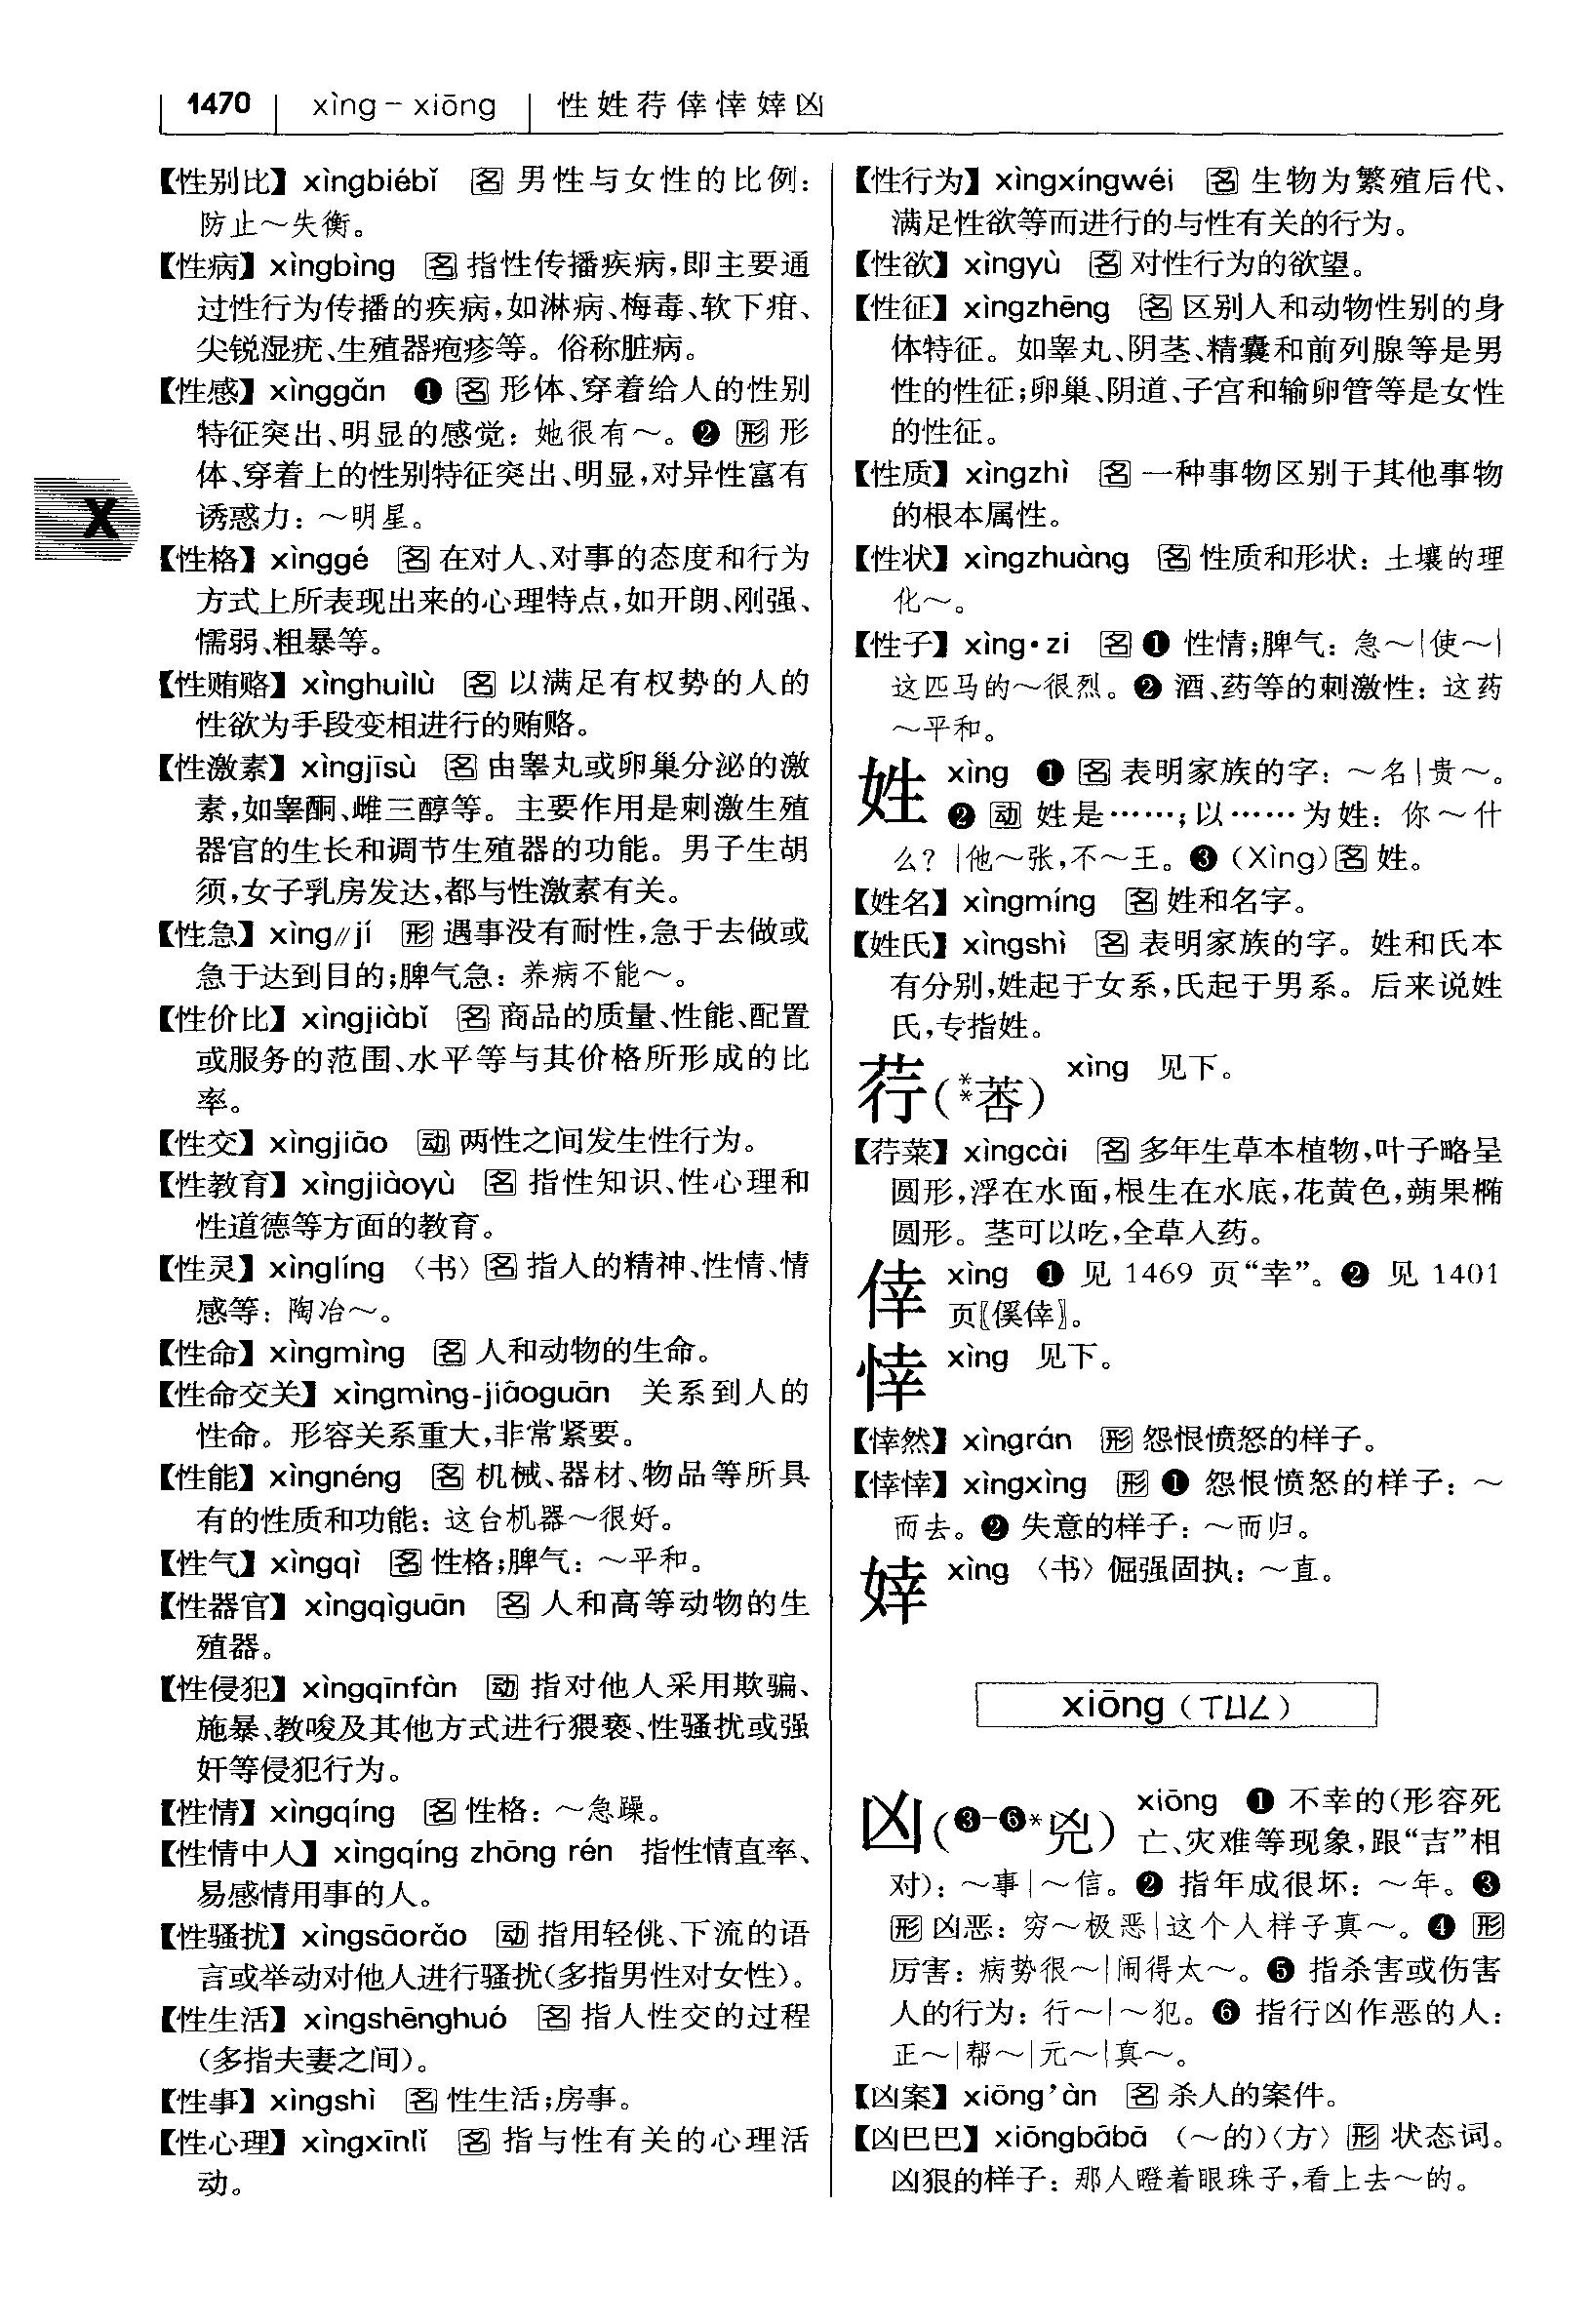 1470 xìng－xiōng 性姓荇倖悻婞凶
【性别比】xìngbiébǐ 名 男性与女性的比例：
防止～失衡。
【性病】xìngbìng 名 指性传播疾病，即主要通
过性行为传播的疾病，如淋病、梅毒、软下疳、
尖锐湿疣、生殖器疱疹等。俗称脏病。
【性感】xìnggǎn ❶ 名 形体、穿着给人的性别
特征突出、明显的感觉：她很有～。❷ 形 形
体、穿着上的性别特征突出、明显，对异性富有
诱惑力：～明星。
X
【性格】xìnggé 名 在对人、对事的态度和行为
方式上所表现出来的心理特点，如开朗、刚强、
懦弱、粗暴等。
【性贿赂】xìnghuìlù 名 以满足有权势的人的
性欲为手段变相进行的贿赂。
【性激素】xìngjīsù 名 由睾丸或卵巢分泌的激
素，如睾酮、雌三醇等。主要作用是刺激生殖
器官的生长和调节生殖器的功能。男子生胡
须，女子乳房发达，都与性激素有关。
【性急】xìng//jí 形 遇事没有耐性，急于去做或
急于达到目的；脾气急：养病不能～。
【性价比】xìngjiàbǐ 名 商品的质量、性能、配置
或服务的范围、水平等与其价格所形成的比
率。
【性交】xìngjiāo 动 两性之间发生性行为。
【性教育】xìngjiàoyù 名 指性知识、性心理和
性道德等方面的教育。
【性灵】xìnglíng 〈书〉名 指人的精神、性情、情
感等：陶冶～。
【性命】xìngmìng 名 人和动物的生命。
【性命交关】xìngmìng-jiāoguān 关系到人的
性命。形容关系重大，非常紧要。
【性能】xìngnéng 名 机械、器材、物品等所具
有的性质和功能：这台机器～很好。
【性气】xìngqì 名 性格；脾气：～平和。
【性器官】xìngqìguān 名 人和高等动物的生
殖器。
【性侵犯】xìngqīnfàn 动 指对他人采用欺骗、
施暴、教唆及其他方式进行猥亵、性骚扰或强
奸等侵犯行为。
【性情】xìngqíng 名 性格：～急躁。
【性情中人】xìngqíng zhōng rén 指性情直率、
易感情用事的人。
【性骚扰】xìngsāorǎo 动 指用轻佻、下流的语
言或举动对他人进行骚扰（多指男性对女性）。
【性生活】xìngshēnghuó 名 指人性交的过程
（多指夫妻之间）。
【性事】xìngshì 名 性生活；房事。
【性心理】xìngxīnlǐ 名 指与性有关的心理活
动。
【性行为】xìngxíngwéi 名 生物为繁殖后代、
满足性欲等而进行的与性有关的行为。
【性欲】xìngyù 名 对性行为的欲望。
【性征】xìngzhēng 名 区别人和动物性别的身
体特征。如睾丸、阴茎、精囊和前列腺等是男
性的性征；卵巢、阴道、子宫和输卵管等是女性
的性征。
【性质】xìngzhì 名 一种事物区别于其他事物
的根本属性。
【性状】xìngzhuàng 名 性质和形状：土壤的理
化～。
【性子】xìng·zi 名 ❶ 性情；脾气：急～|使～|
这匹马的～很烈。❷ 酒、药等的刺激性：这药
～平和。
姓 xìng ❶ 名 表明家族的字：～名|贵～。
❷ 动 姓是……；以……为姓：你～什
么？|他～张，不～王。❸（Xìng）名 姓。
【姓名】xìngmíng 名 姓和名字。
【姓氏】xìngshì 名 表明家族的字。姓和氏本
有分别，姓起于女系，氏起于男系。后来说姓
氏，专指姓。
荇（**莕） xìng 见下。
【荇菜】xìngcài 名 多年生草本植物，叶子略呈
圆形，浮在水面，根生在水底，花黄色，蒴果椭
圆形。茎可以吃，全草入药。
倖 xìng ❶ 见 1469 页“幸”。❷ 见 1401
页〖傒倖〗。
悻 xìng 见下。
【悻然】xìngrán 形 怨恨愤怒的样子。
【悻悻】xìngxìng 形 ❶ 怨恨愤怒的样子：～
而去。❷ 失意的样子：～而归。
婞 xìng 〈书〉倔强固执：～直。
xiōng（ㄒㄩㄥ）
凶（❸-❻*兇） xiōng ❶ 不幸的（形容死
亡、灾难等现象，跟“吉”相
对）：～事|～信。❷ 指年成很坏：～年。❸
形 凶恶：穷～极恶|这个人样子真～。❹ 形
厉害：病势很～|闹得太～。❺ 指杀害或伤害
人的行为：行～|～犯。❻ 指行凶作恶的人：
正～|帮～|元～|真～。
【凶案】xiōng’àn 名 杀人的案件。
【凶巴巴】xiōngbābā （～的）〈方〉形 状态词。
凶狠的样子：那人瞪着眼珠子，看上去～的。